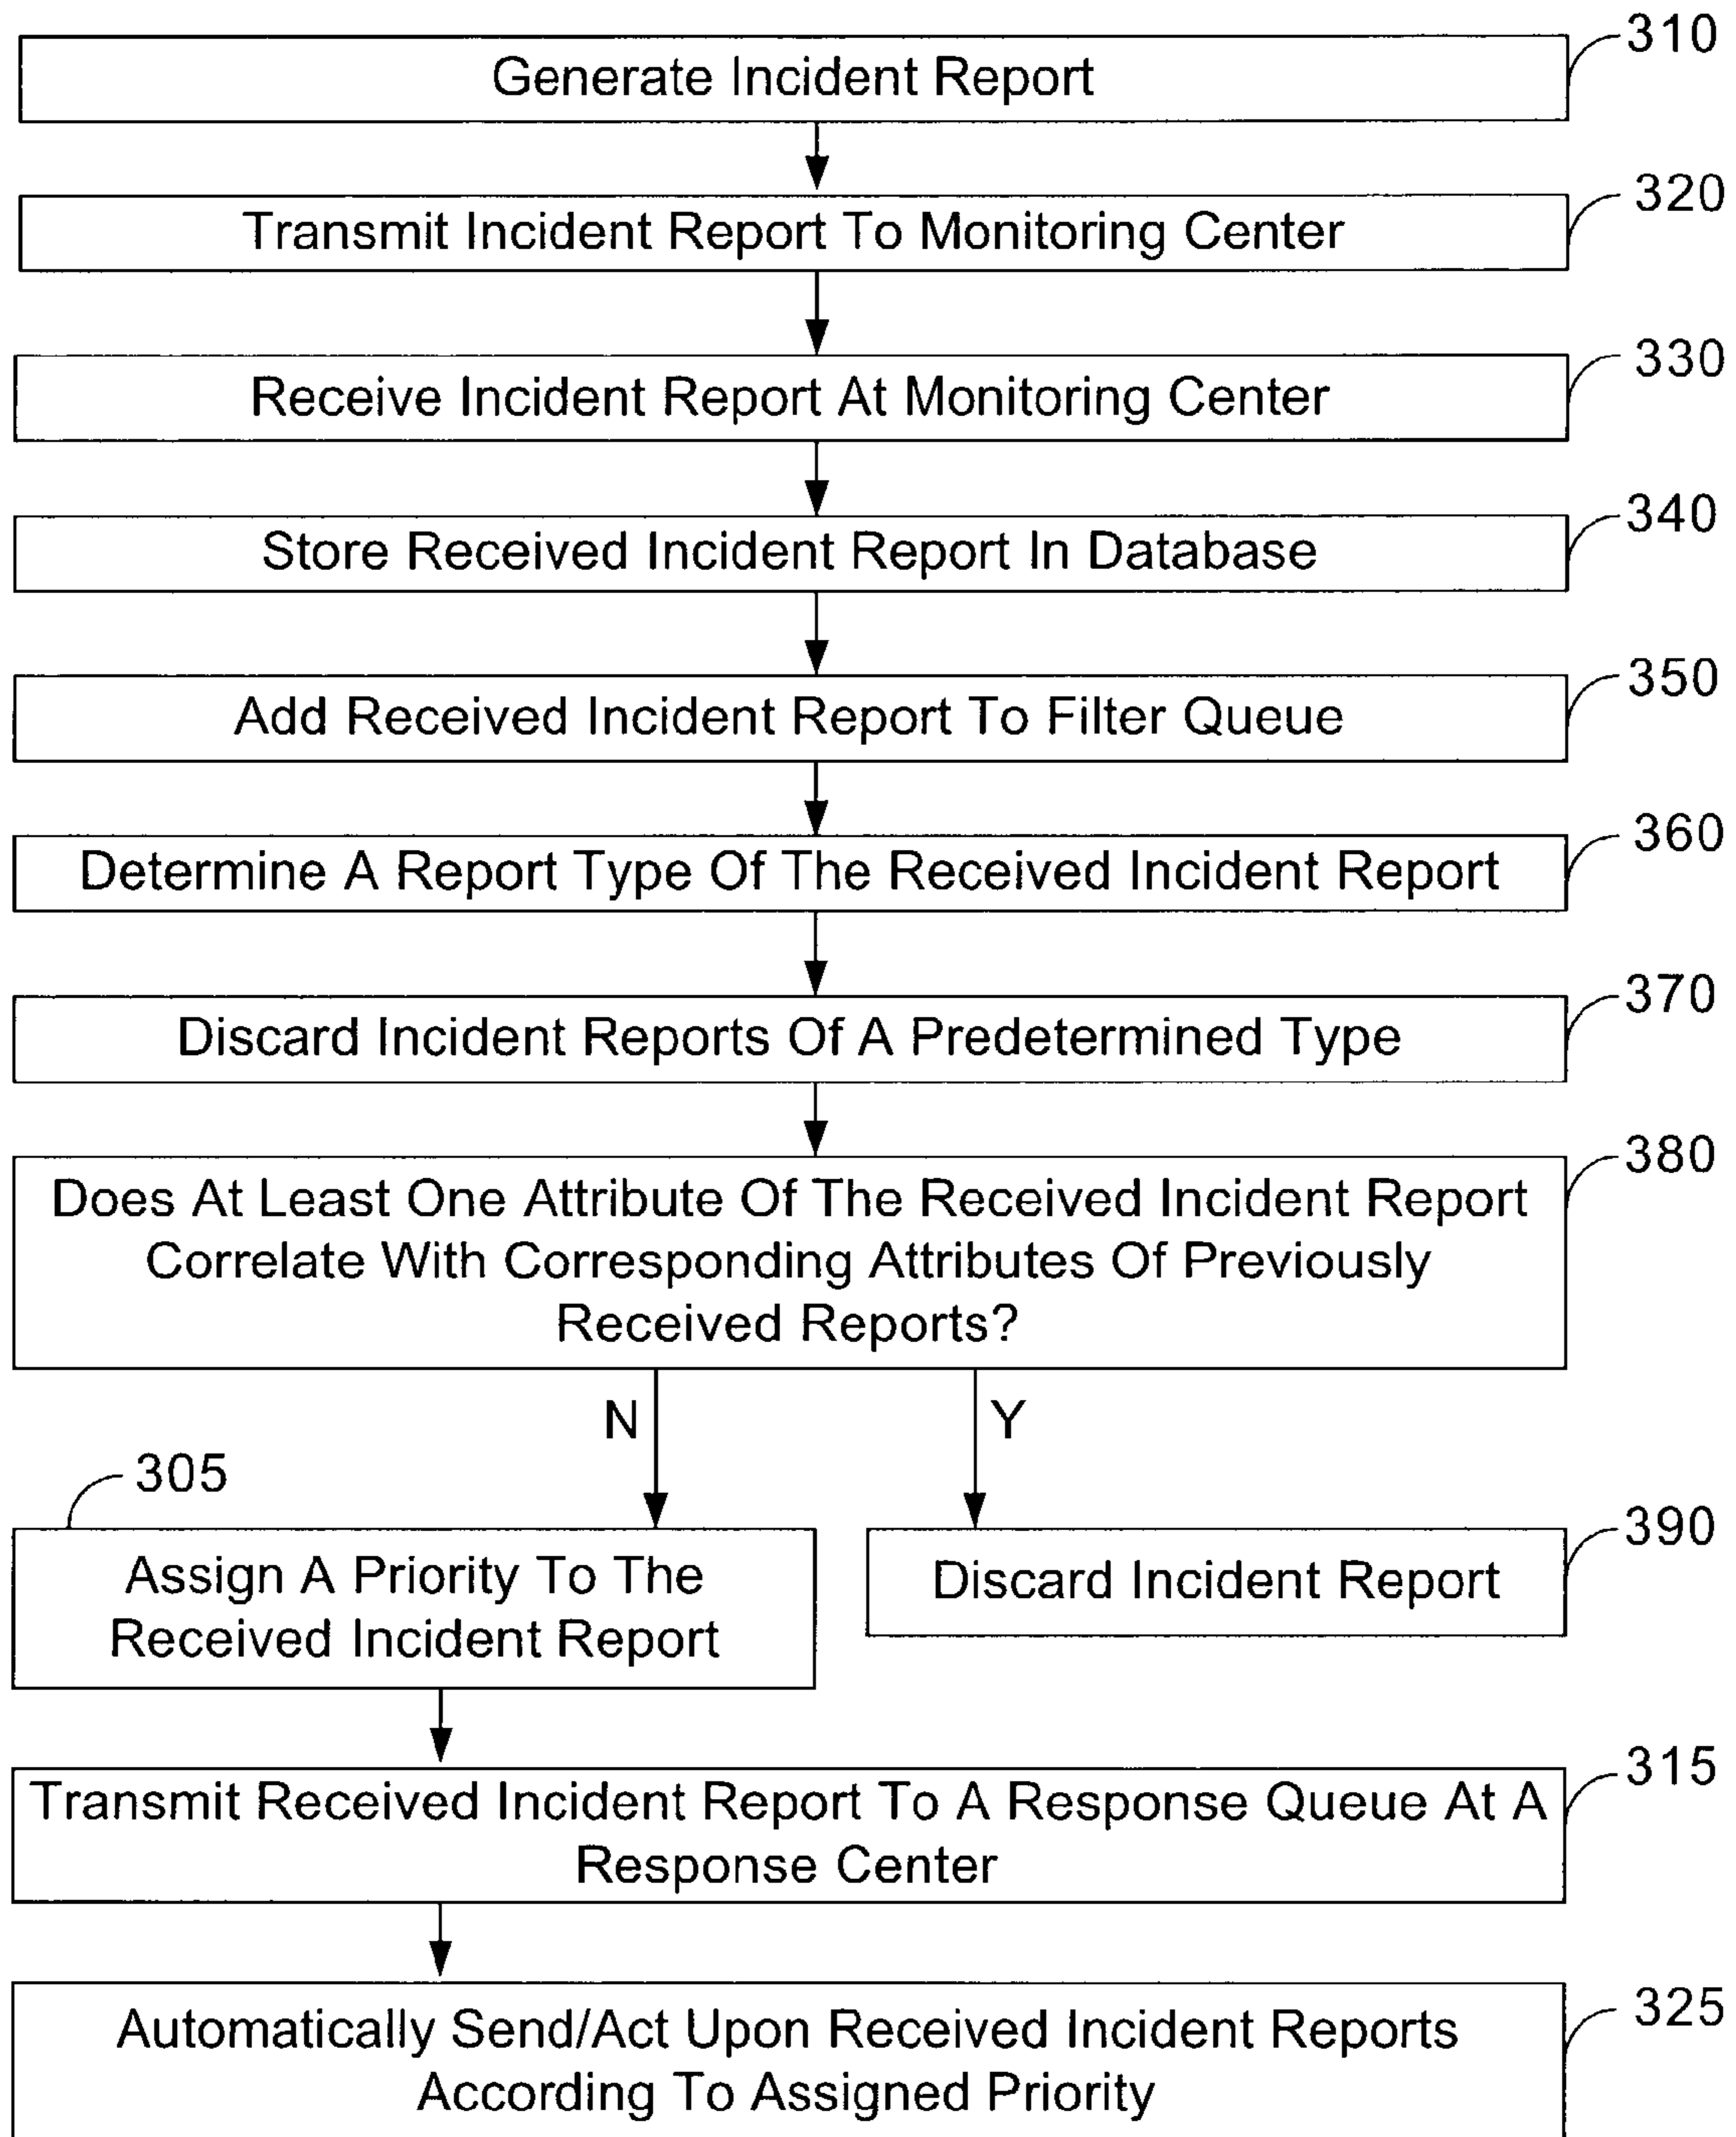 310
Generate Incident Report
320
Transmit Incident Report To Monitoring Center
330
Receive Incident Report At Monitoring Center
340
Store Received Incident Report In Database
350
Add Received Incident Report To Filter Queue
360
Determine A Report Type Of The Received Incident Report
370
Discard Incident Reports Of A Predetermined Type
380
Does At Least One Attribute Of The Received Incident Report
Correlate With Corresponding Attributes Of Previously
Received Reports?
N
Y
305
Assign A Priority To The
Received Incident Report
390
Discard Incident Report
315
Transmit Received Incident Report To A Response Queue At A
Response Center
325
Automatically Send/Act Upon Received Incident Reports
According To Assigned Priority